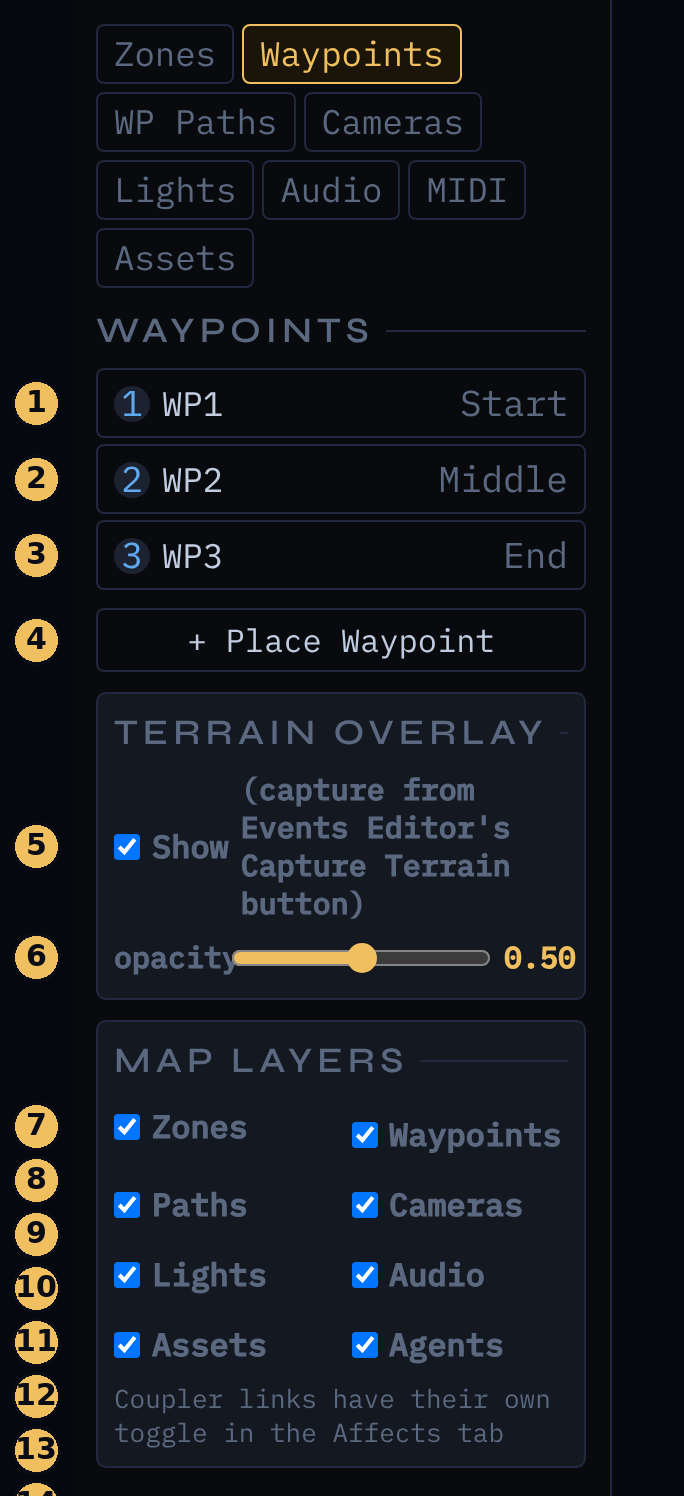 Zones Waypoints
WP Paths Cameras
Lights Audio MIDI
Assets
WAYPOINTS
1 1 WP1 Start
2 2 WP2 Middle
3 3 WP3 End
4 + Place Waypoint
TERRAIN OVERLAY
(capture from
Events Editor's
5 Show Capture Terrain
button)
6 opacity 0.50
MAP LAYERS
7 Zones Waypoints
8
Paths Cameras
9
Lights Audio
10
11 Assets Agents
12 Coupler links have their own
toggle in the Affects tab
13